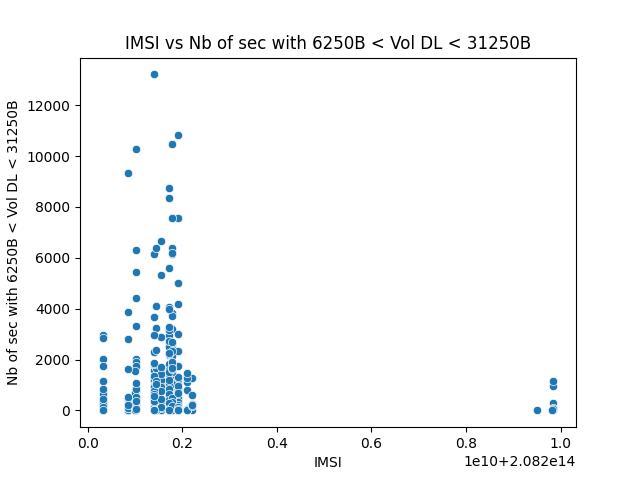 IMSI vs Nb of sec with 6250B < Vol DL < 31250B
Nb of sec with 6250B < Vol DL < 31250B
12000
10000
8000
6000
4000
2000
0
0.0 0.2 0.4 0.6 0.8 1.0
1e10+2.082e14
IMSI